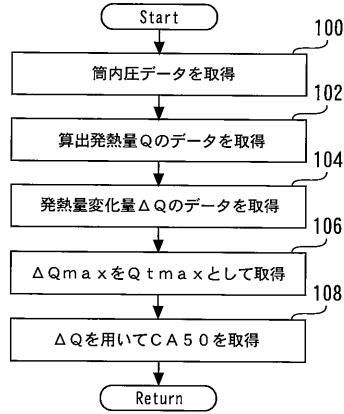 Start
100
筒内圧データを取得
102
算出発熱量Qのデータを取得
104
発熱量変化量ΔQのデータを取得
106
ΔQmaxをQtmaxとして取得
108
ΔQを用いてCA50を取得
Return